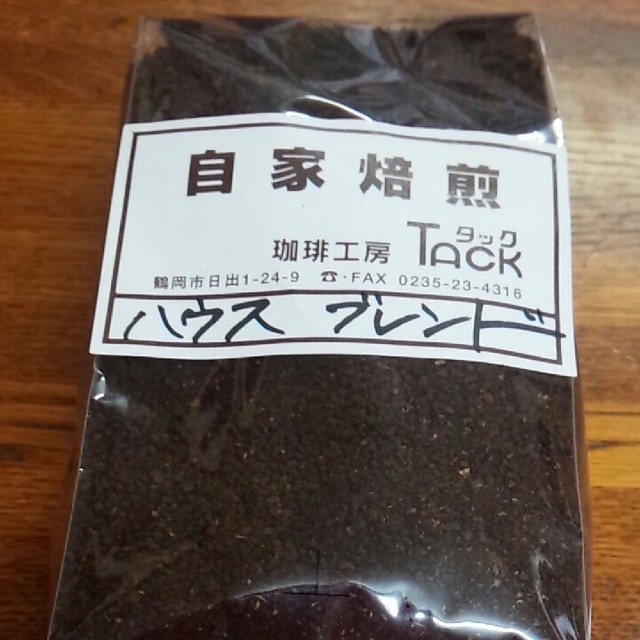 自家焙煎
タック
珈琲工房 TACK
鶴岡市日出1-24-9 ☎・FAX 0235-23-4316
ハウス ブレンド